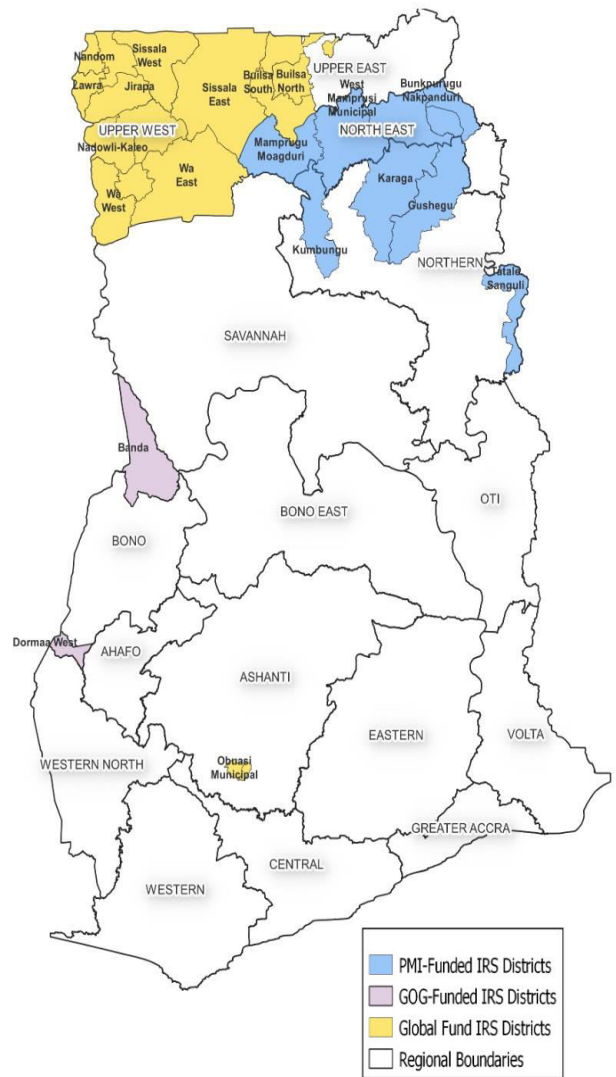 Nandom
Sissala
West
Lawra
Jirapa
Sissala
East
Builsa
South
Builsa
North
UPPER EAST
West
Mamprusi
Municipal
Bunkpurugu
Nakpanduri
UPPER WEST
NORTH EAST
Nadowli-Kaleo
Mamprugu
Moagduri
Wa
East
Wa
West
Karaga
Gushegu
Kumbungu
NORTHERN
Tatale
Sanguli
SAVANNAH
Banda
BONO
BONO EAST
OTI
Dormaa West
AHAFO
ASHANTI
EASTERN
VOLTA
WESTERN NORTH
Obuasi
Municipal
GREATER ACCRA
CENTRAL
WESTERN
PMI-Funded IRS Districts
GOG-Funded IRS Districts
Global Fund IRS Districts
Regional Boundaries